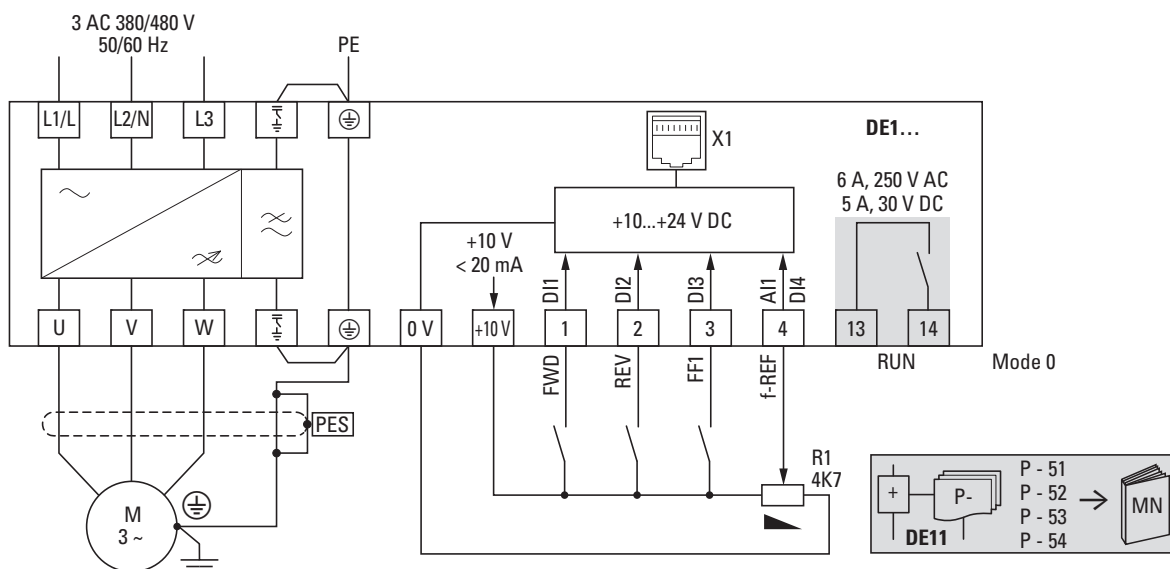 3 AC 380/480 V
50/60 Hz
PE
L1/L
L2/N
L3
X1
DE1...
6 A, 250 V AC
5 A, 30 V DC
+10...+24 V DC
+10 V
< 20 mA
DI1
DI2
DI3
AI1
DI4
U
V
W
0 V
+10 V
1
2
3
4
13
14
FWD
REV
FF1
f-REF
RUN
Mode 0
PES
R1
4K7
M
3 ~
+
P-
DE11
P - 51
P - 52
P - 53
P - 54
MN